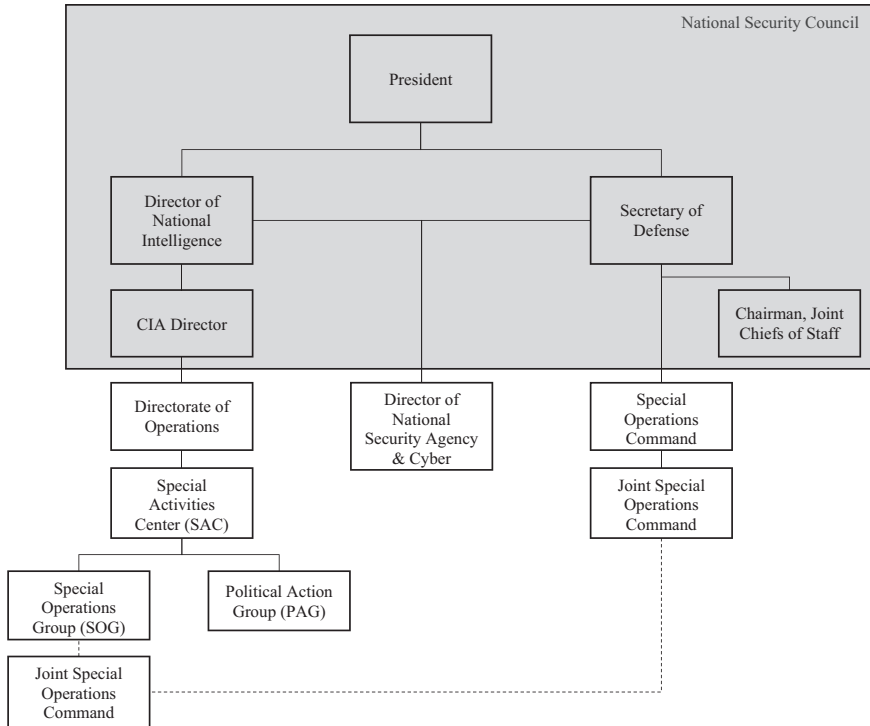 National Security Council
President
Director of
National
Intelligence
Secretary of
Defense
CIA Director
Chairman, Joint
Chiefs of Staff
Directorate of
Operations
Director of
National
Security Agency
& Cyber
Special
Operations
Command
Special
Activities
Center (SAC)
Joint Special
Operations
Command
Special
Operations
Group (SOG)
Political Action
Group (PAG)
Joint Special
Operations
Command